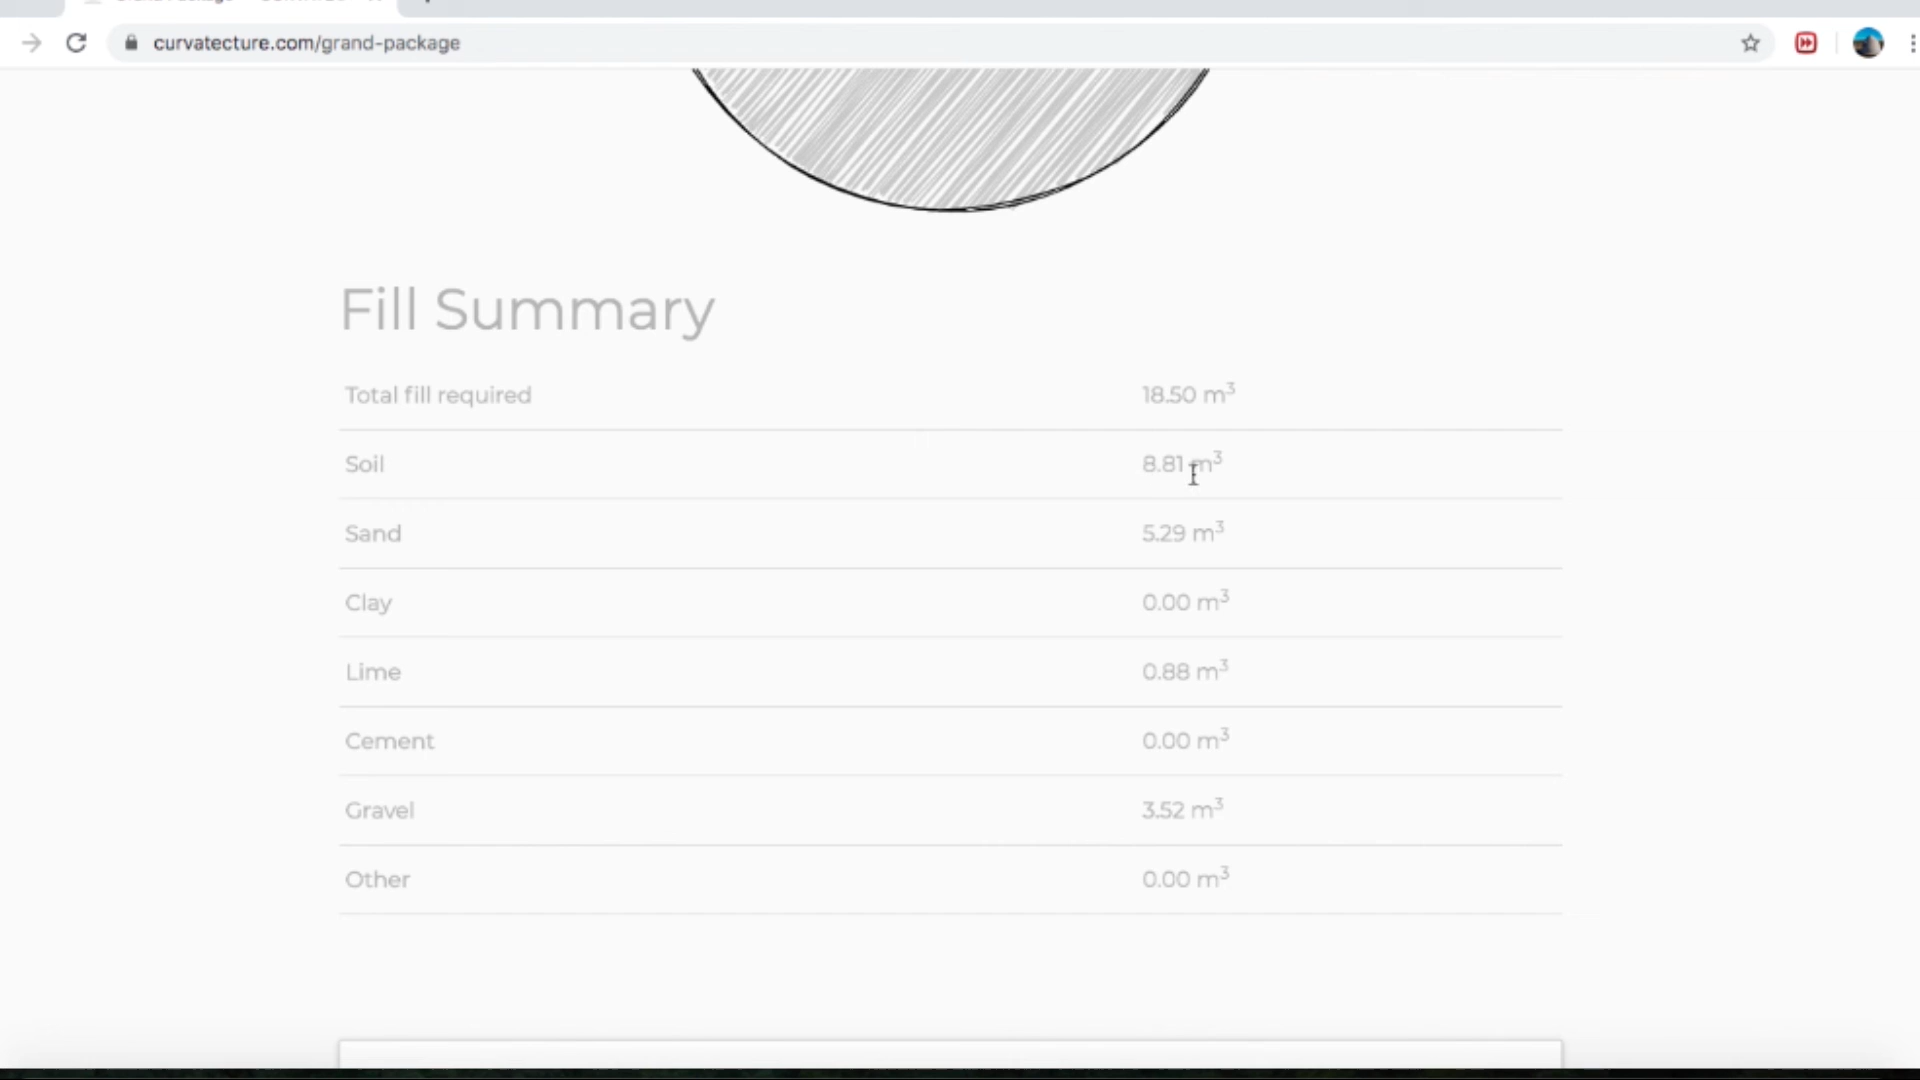 curvatecture.com/grand-package
Fill Summary
Total fill required 18.50 m³
Soil 8.81 m³
Sand 5.29 m³
Clay 0.00 m³
Lime 0.88 m³
Cement 0.00 m³
Gravel 3.52 m³
Other 0.00 m³